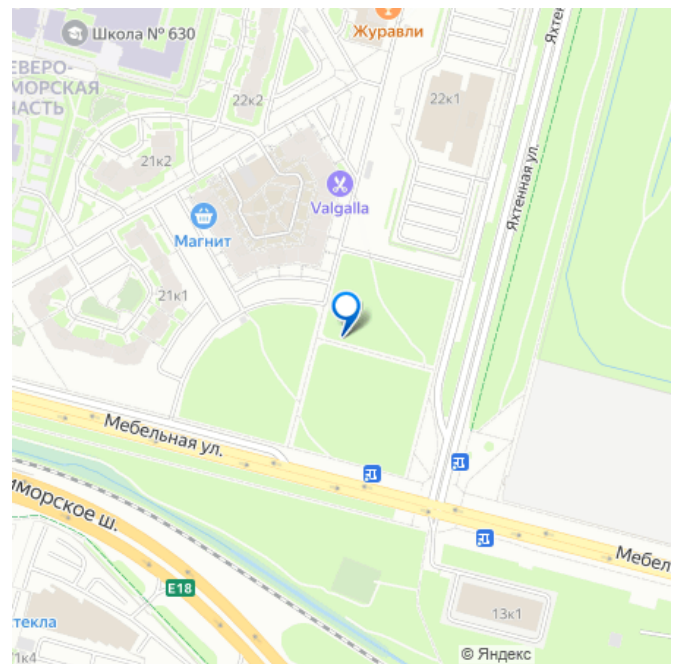 Школа № 630
Журавли
Яхтен
ЕВЕРО-
МОРСКАЯ
АСТЬ
22к2
22к1
21к2
Яхтенная ул.
Valgalla
Магнит
21к1
Мебельная ул.
ИМОРСКОЕ Ш.
Мебел
E18
13к1
текла
1к4
© Яндекс